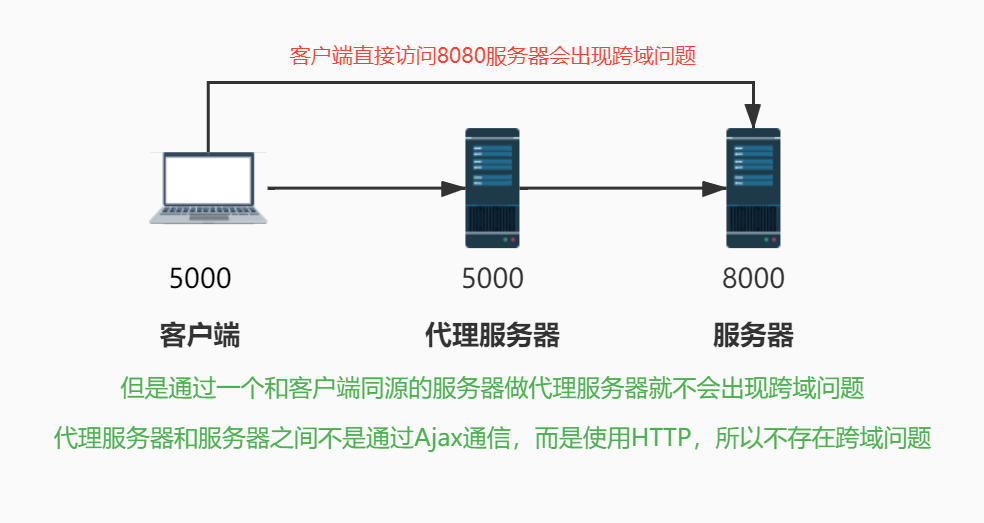 客户端直接访问8080服务器会出现跨域问题
5000
5000
8000
客户端
代理服务器
服务器
但是通过一个和客户端同源的服务器做代理服务器就不会出现跨域问题
代理服务器和服务器之间不是通过Ajax通信，而是使用HTTP，所以不存在跨域问题